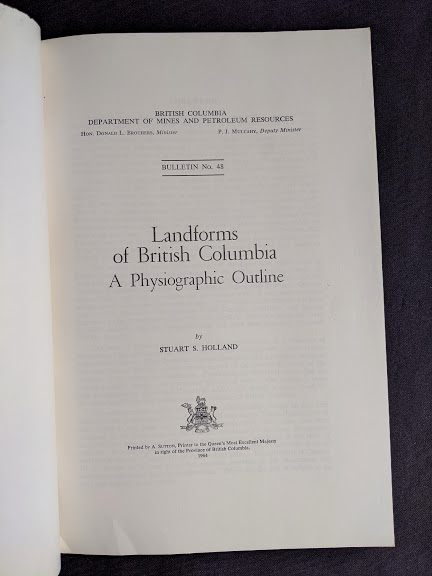 BRITISH COLUMBIA
DEPARTMENT OF MINES AND PETROLEUM RESOURCES
HON. DONALD L. BROTHERS, Minister P. J. MULCAHY, Deputy Minister
BULLETIN No. 48
Landforms
of British Columbia
A Physiographic Outline
by
STUART S. HOLLAND
Printed by A. SUTTON, Printer to the Queen's Most Excellent Majesty
in right of the Province of British Columbia.
1964